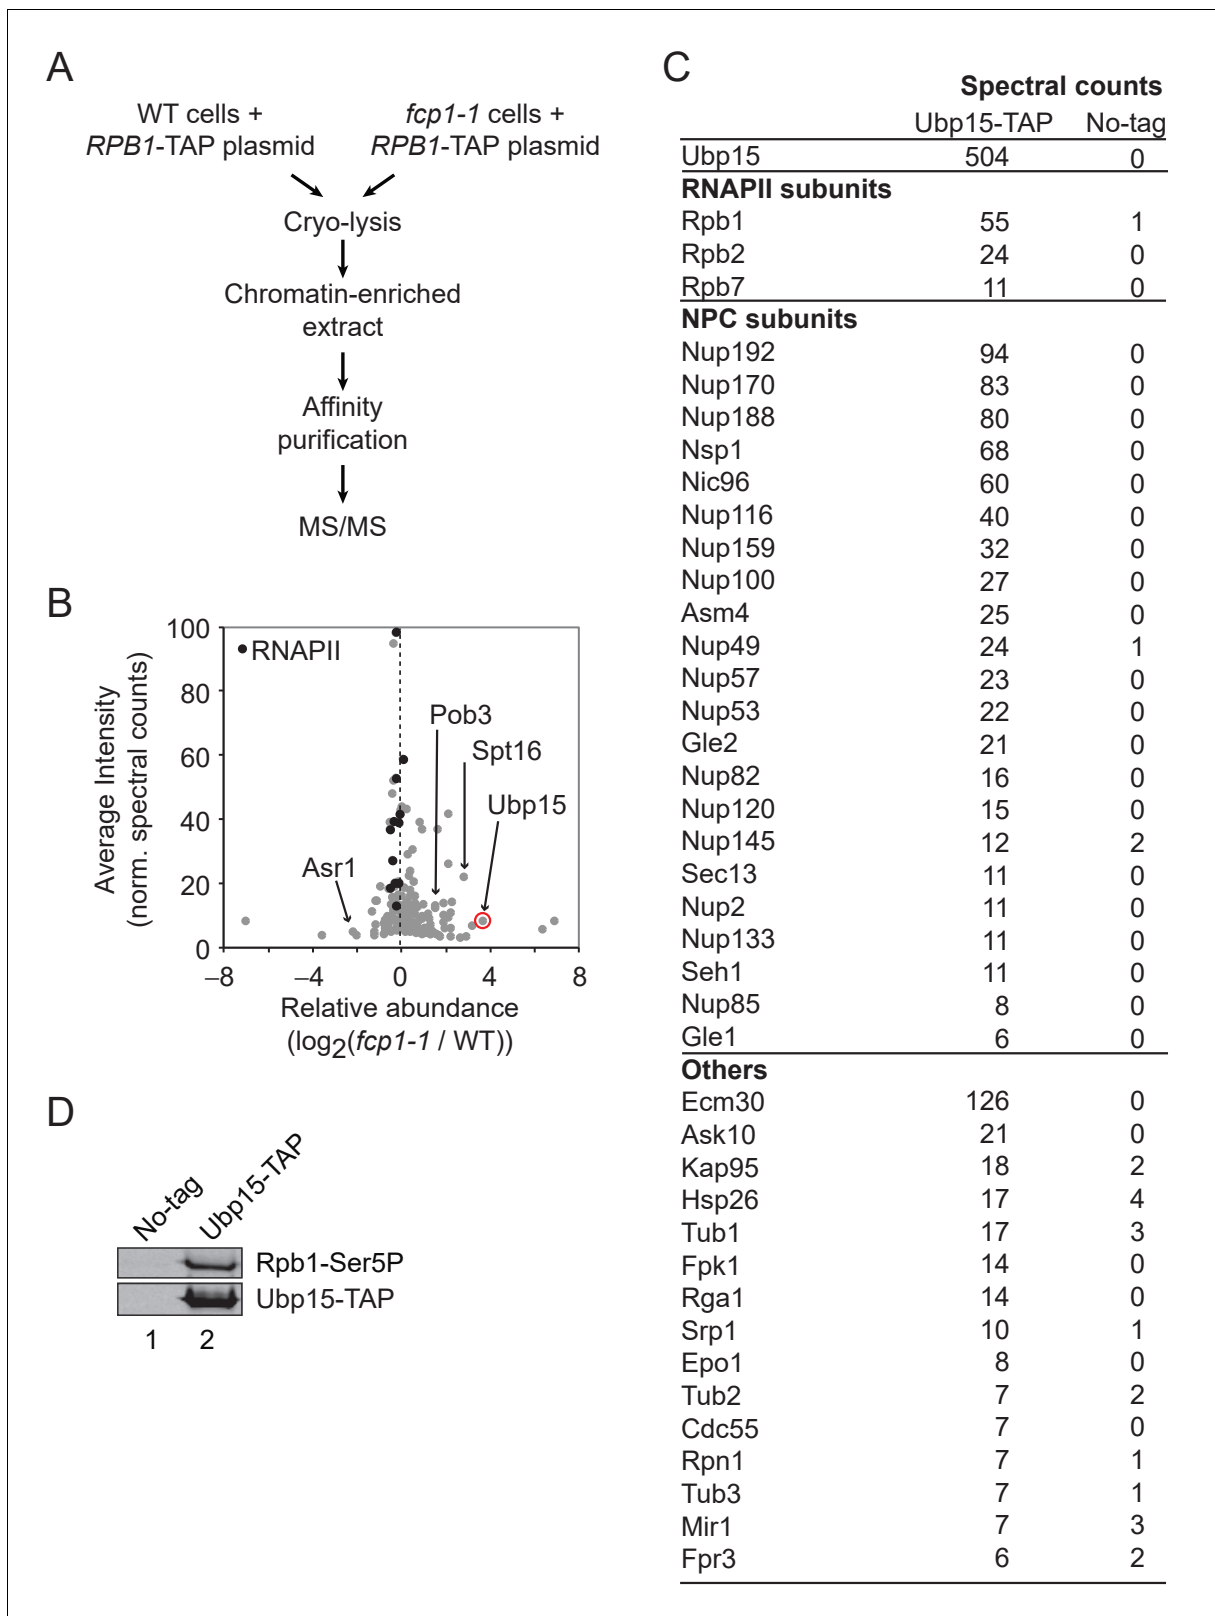 A
WT cells +
RPB1-TAP plasmid
fcp1-1 cells +
RPB1-TAP plasmid
Cryo-lysis
Chromatin-enriched
extract
Affinity
purification
MS/MS
B
Average Intensity
(norm. spectral counts)
100
80
60
40
20
0
RNAPII
Pob3
Spt16
Ubp15
Asr1
–8 –4 0 4 8
Relative abundance
(log2(fcp1-1 / WT))
C
Spectral counts
Ubp15-TAP No-tag
Ubp15 504 0
RNAPII subunits
Rpb1 55 1
Rpb2 24 0
Rpb7 11 0
NPC subunits
Nup192 94 0
Nup170 83 0
Nup188 80 0
Nsp1 68 0
Nic96 60 0
Nup116 40 0
Nup159 32 0
Nup100 27 0
Asm4 25 0
Nup49 24 1
Nup57 23 0
Nup53 22 0
Gle2 21 0
Nup82 16 0
Nup120 15 0
Nup145 12 2
Sec13 11 0
Nup2 11 0
Nup133 11 0
Seh1 11 0
Nup85 8 0
Gle1 6 0
Others
Ecm30 126 0
Ask10 21 0
Kap95 18 2
Hsp26 17 4
Tub1 17 3
Fpk1 14 0
Rga1 14 0
Srp1 10 1
Epo1 8 0
Tub2 7 2
Cdc55 7 0
Rpn1 7 1
Tub3 7 1
Mir1 7 3
Fpr3 6 2
D
No-tag
Ubp15-TAP
Rpb1-Ser5P
Ubp15-TAP
1 2